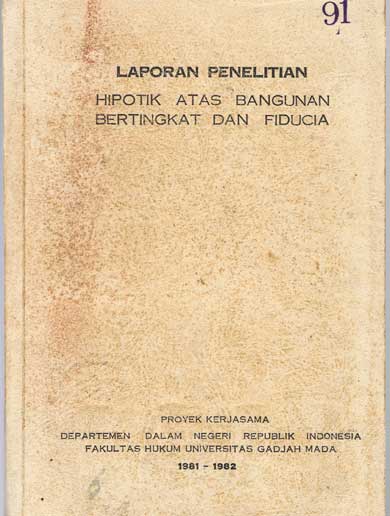 91
LAPORAN PENELITIAN
HIPOTIK ATAS BANGUNAN
BERTINGKAT DAN FIDUCIA
PROYEK KERJASAMA
DEPARTEMEN DALAM NEGERI REPUBLIK INDONESIA
FAKULTAS HUKUM UNIVERSITAS GADJAH MADA
1981 - 1982